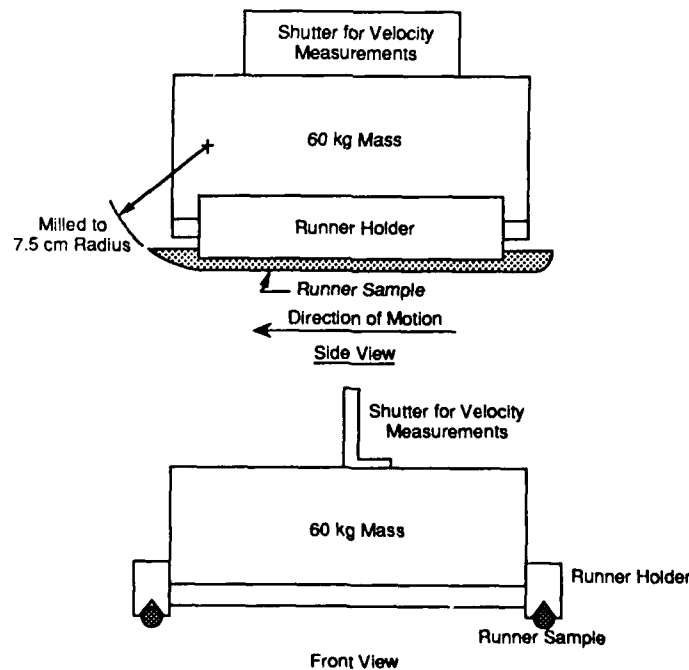 Shutter for Velocity
Measurements
60 kg Mass
Milled to
7.5 cm Radius
Runner Holder
Runner Sample
Direction of Motion
Side View
Shutter for Velocity
Measurements
60 kg Mass
Runner Holder
Runner Sample
Front View